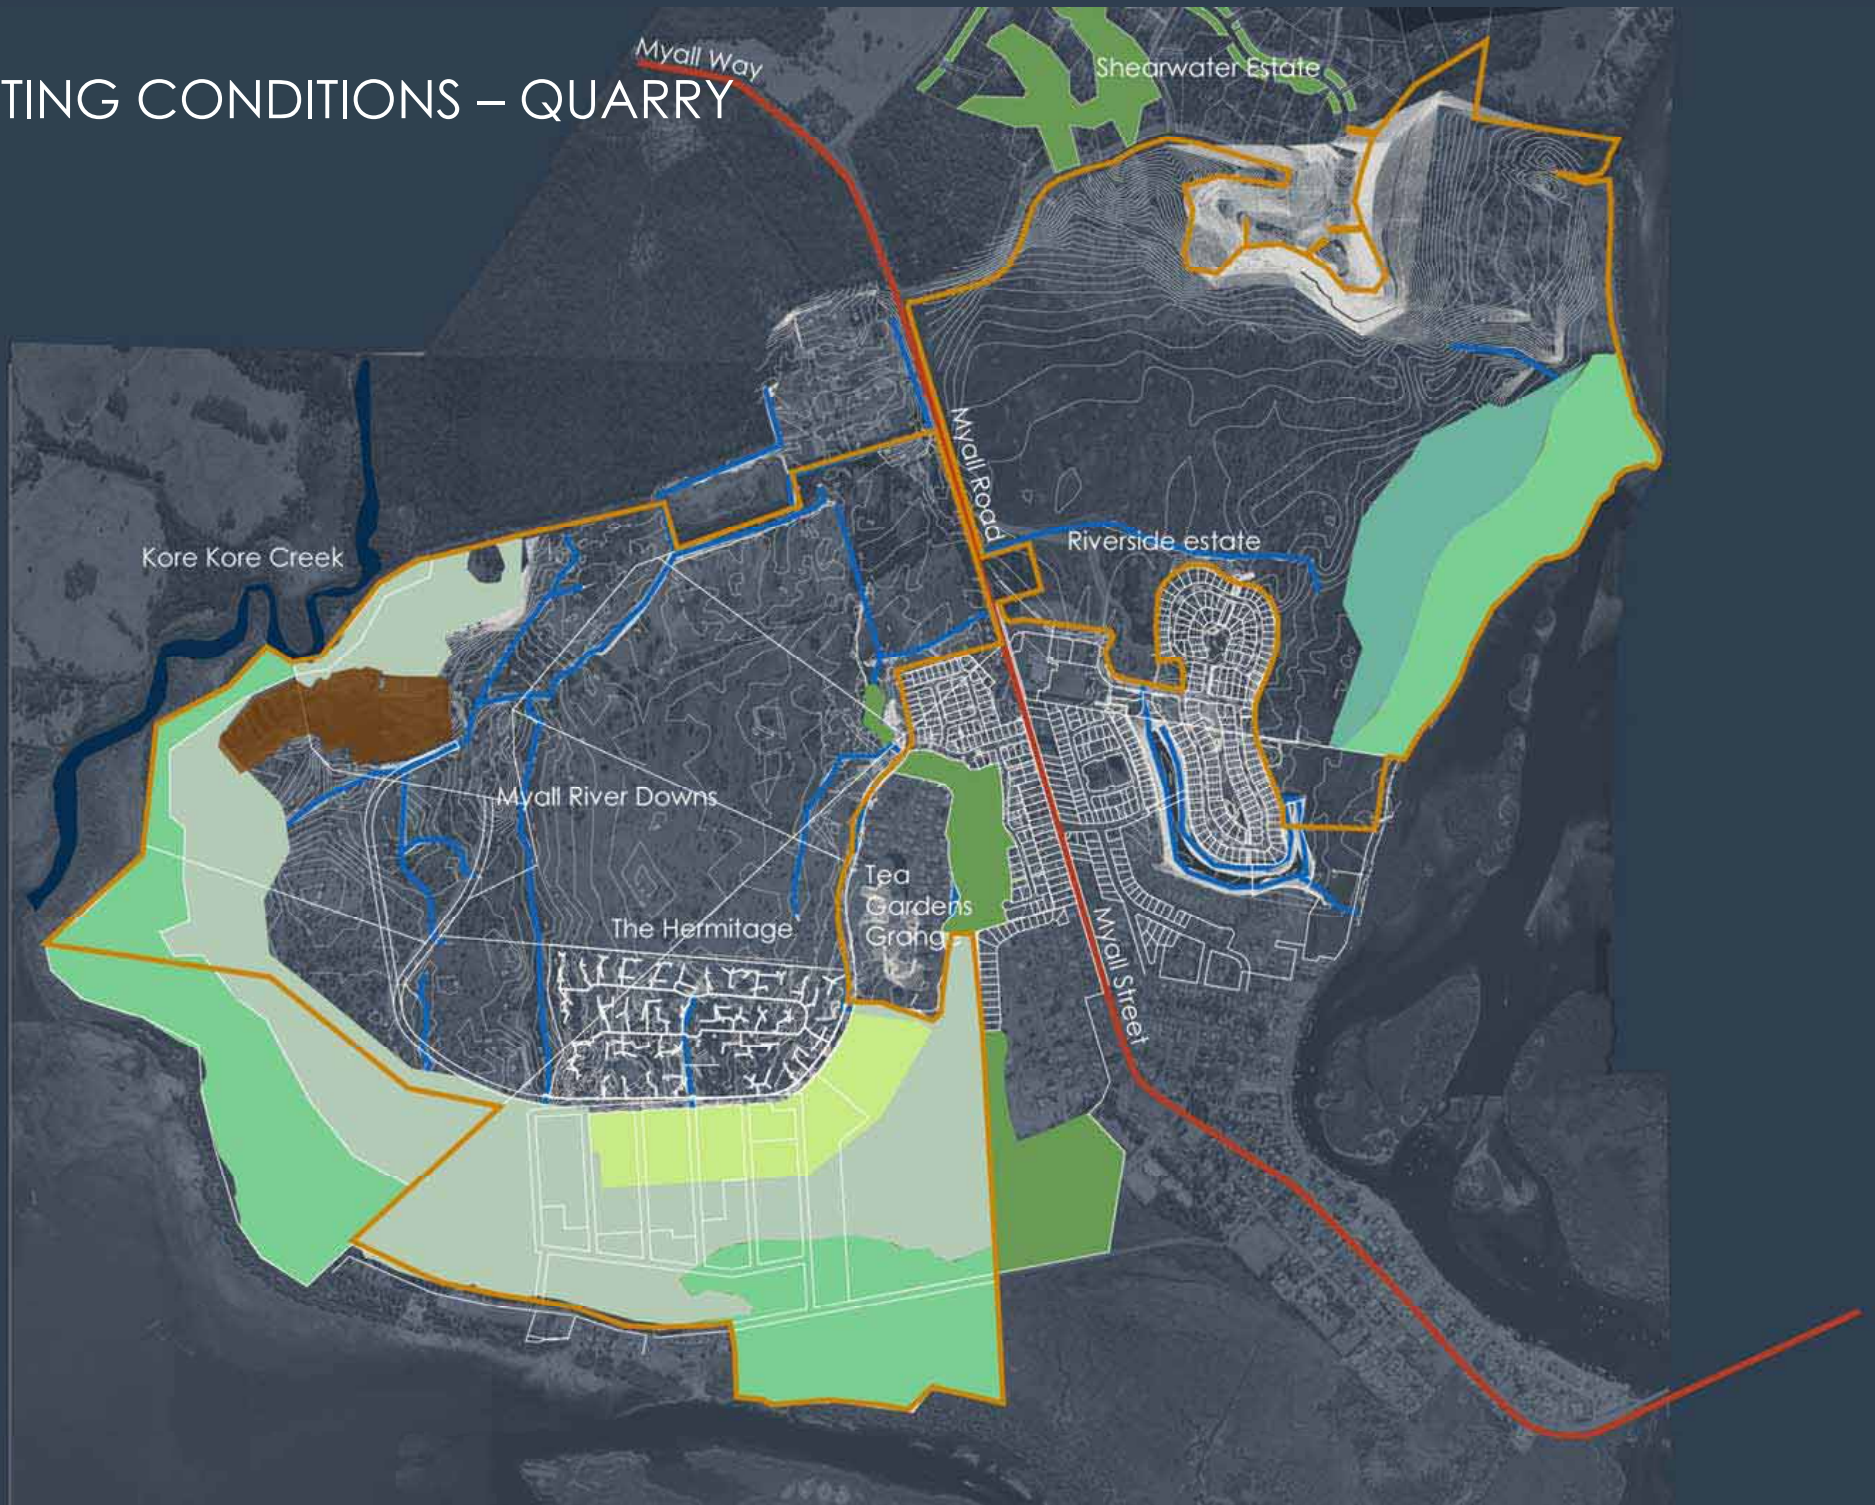 Myall Way
Shearwater Estate
TING CONDITIONS – QUARRY
Myall Road
Riverside estate
Kore Kore Creek
Myall River Downs
Tea
Gardens
Grange
The Hermitage
Myall Street